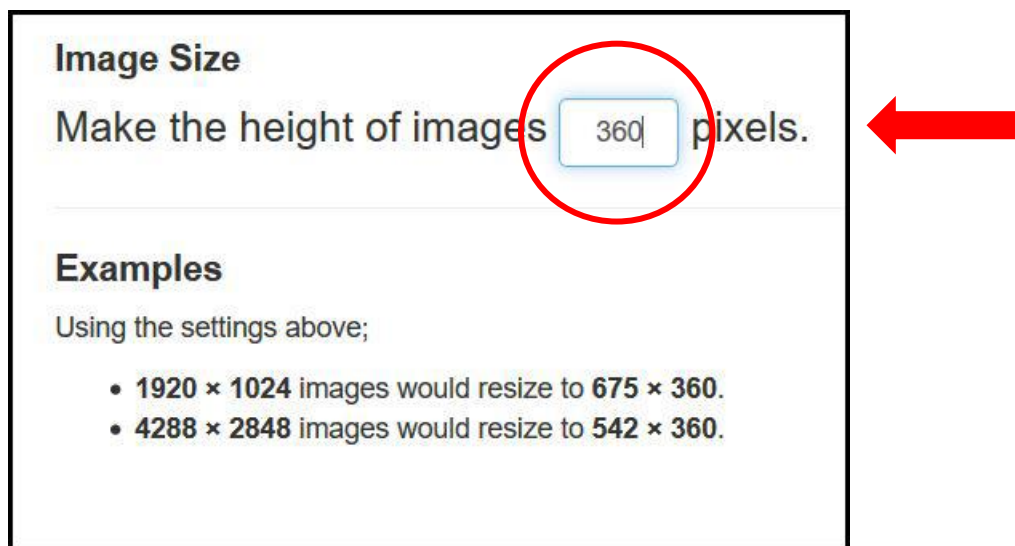 Image Size
Make the height of images 360 pixels.
Examples
Using the settings above;
• 1920 × 1024 images would resize to 675 × 360.
• 4288 × 2848 images would resize to 542 × 360.